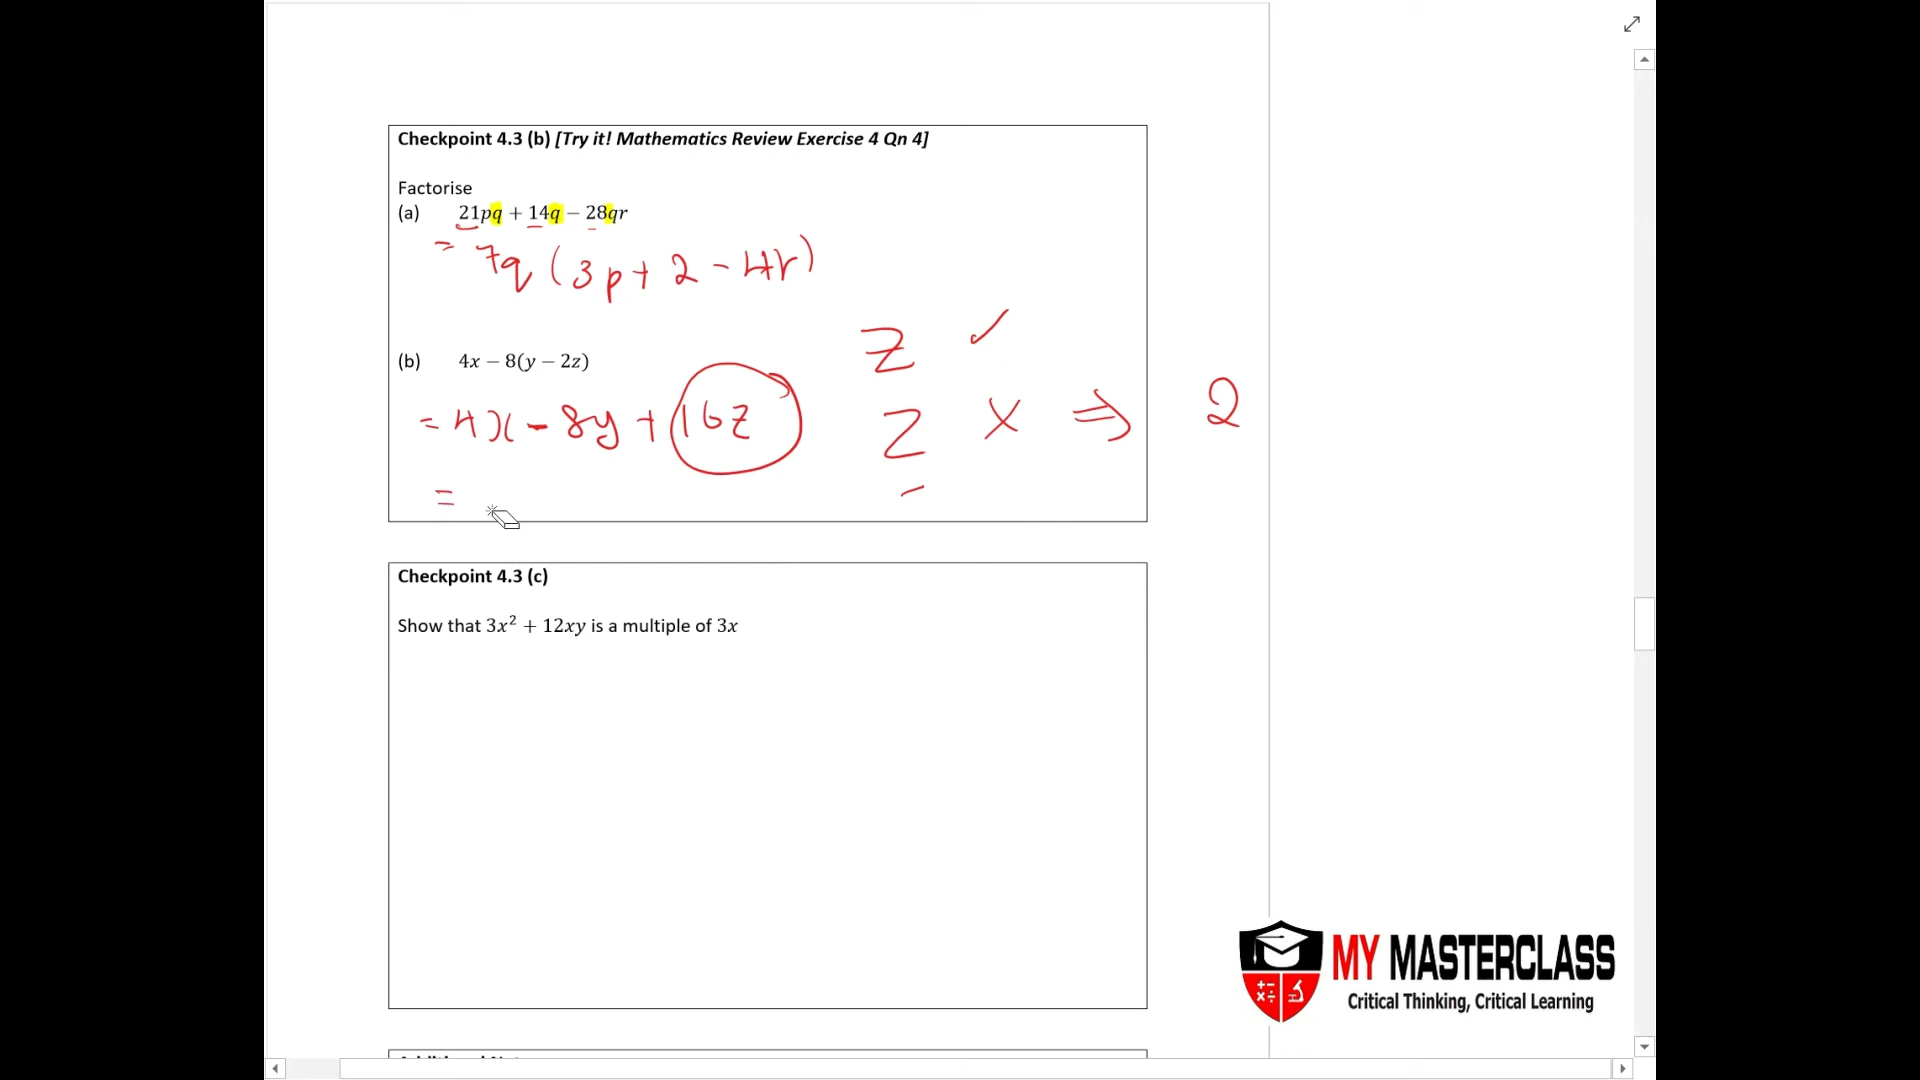 Checkpoint 4.3 (b) [Try it! Mathematics Review Exercise 4 Qn 4]
Factorise
(a) 21pq + 14q − 28qr
= 7q (3p + 2 − 4r)
(b) 4x − 8(y − 2z)
= 4x − 8y + 16z
=
Z ✓
Z X ⇒ 2
Checkpoint 4.3 (c)
Show that 3x² + 12xy is a multiple of 3x
MY MASTERCLASS
Critical Thinking, Critical Learning